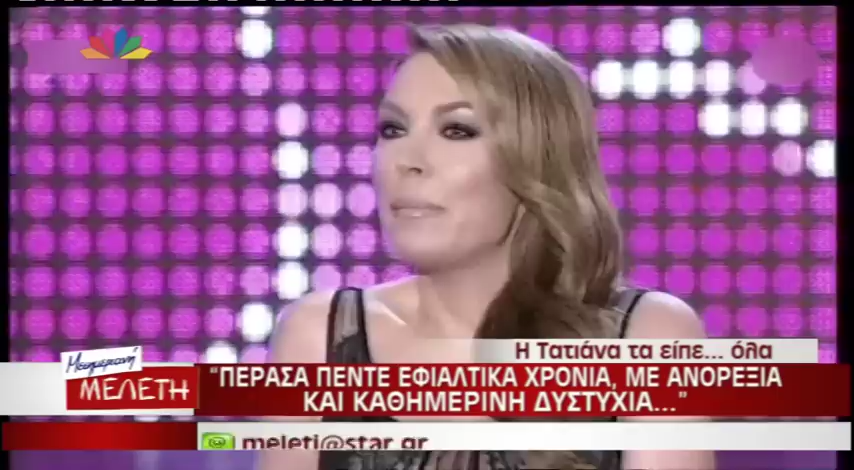 Η Τατιάνα τα είπε... όλα
Μεσημεριανή
ΜΕΛΕΤΗ
“ΠΕΡΑΣΑ ΠΕΝΤΕ ΕΦΙΑΛΤΙΚΑ ΧΡΟΝΙΑ, ΜΕ ΑΝΟΡΕΞΙΑ
ΚΑΙ ΚΑΘΗΜΕΡΙΝΗ ΔΥΣΤΥΧΙΑ...”
meleti@star.gr